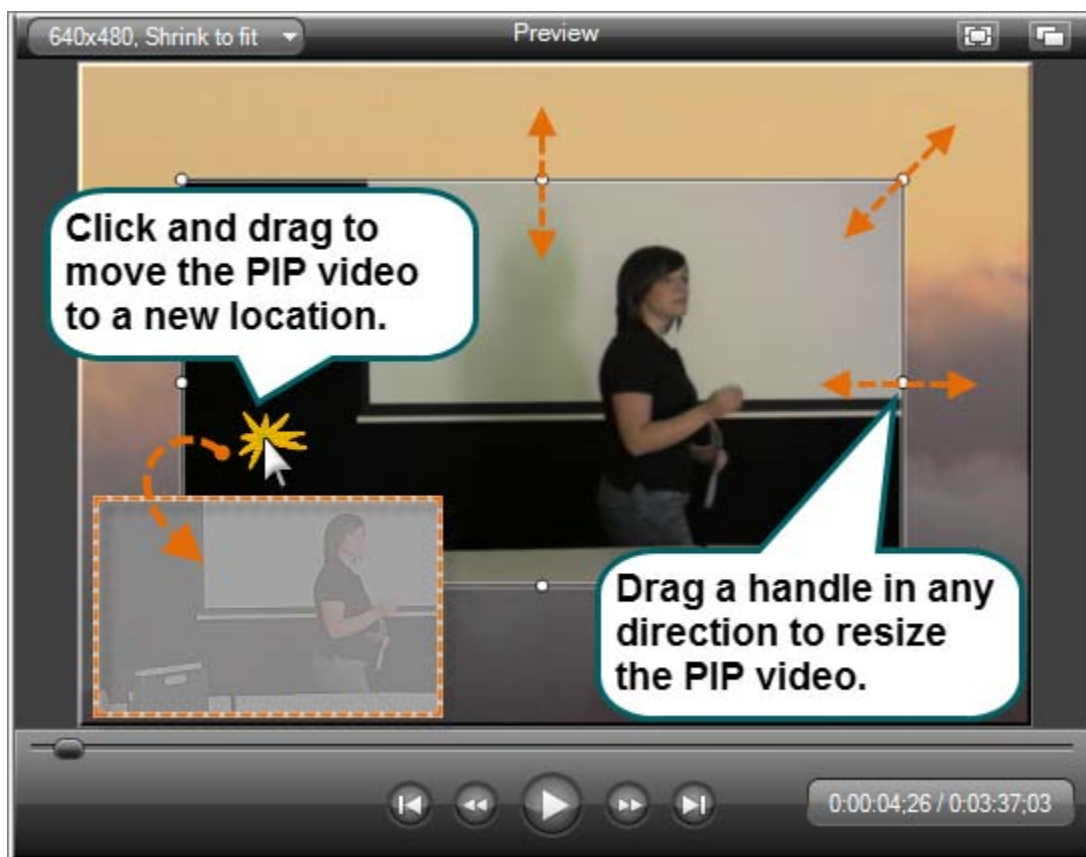 640x480, Shrink to fit
Preview
Click and drag to
move the PIP video
to a new location.
Drag a handle in any
direction to resize
the PIP video.
0:00:04;26 / 0:03:37;03